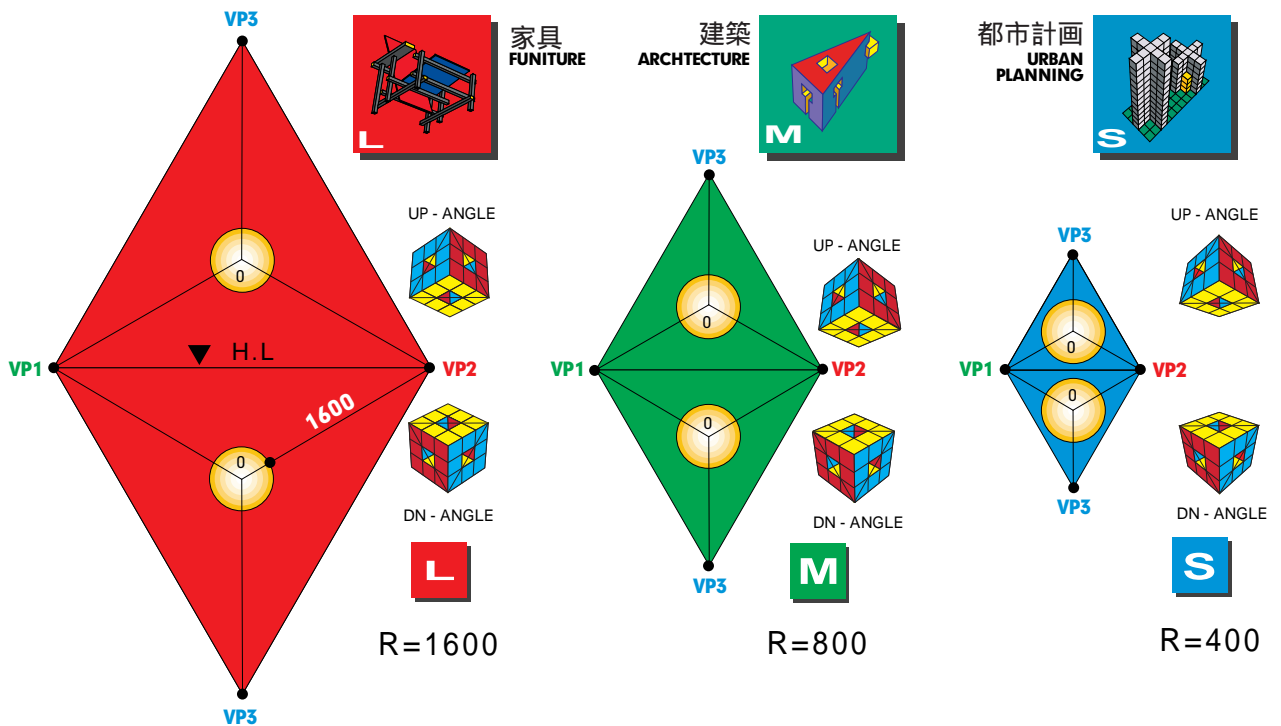 VP3
L
家具
FUNITURE
UP - ANGLE
0
H.L
VP1
VP2
1600
0
DN - ANGLE
L
VP3
R=1600
建築
ARCHTECTURE
M
VP3
UP - ANGLE
0
VP1
VP2
0
DN - ANGLE
VP3
M
R=800
都市計画
URBAN
PLANNING
S
UP - ANGLE
VP3
0
VP1
VP2
0
VP3
DN - ANGLE
S
R=400